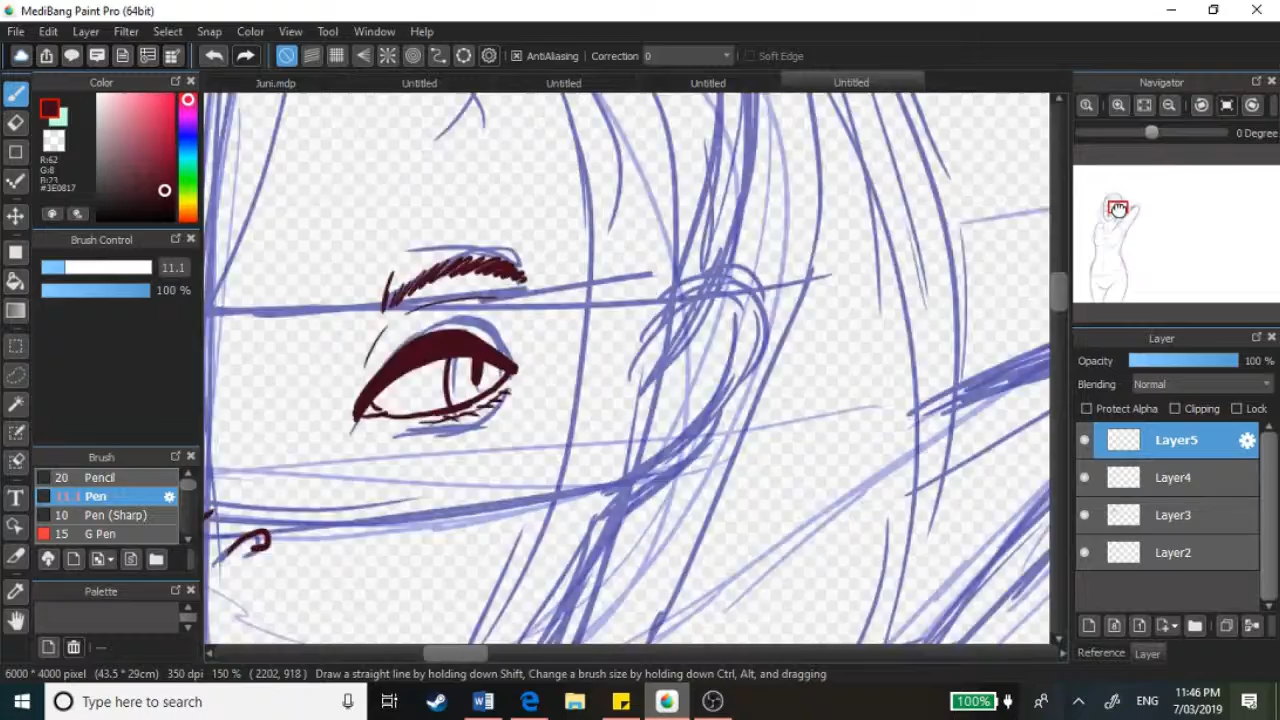 MediBang Paint Pro (64bit)
File Edit Layer Filter Select Snap Color View Tool Window Help
AntiAliasing Correction 0 Soft Edge
Color
Juni.mdp Untitled Untitled Untitled Untitled
Navigator
0 Degree
R:62
G:8
B:23
#3E0817
Brush Control
11.1
100 %
Layer
Opacity 100 %
Blending Normal
Protect Alpha Clipping Lock
Layer5
Layer4
Layer3
Layer2
Brush
20 Pencil
11.1 Pen
10 Pen (Sharp)
15 G Pen
Palette
Reference Layer
6000 * 4000 pixel (43.5 * 29cm) 350 dpi 150 % ( 2202, 918 ) Draw a straight line by holding down Shift, Change a brush size by holding down Ctrl, Alt, and dragging
Type here to search
100%
ENG
11:46 PM
7/03/2019